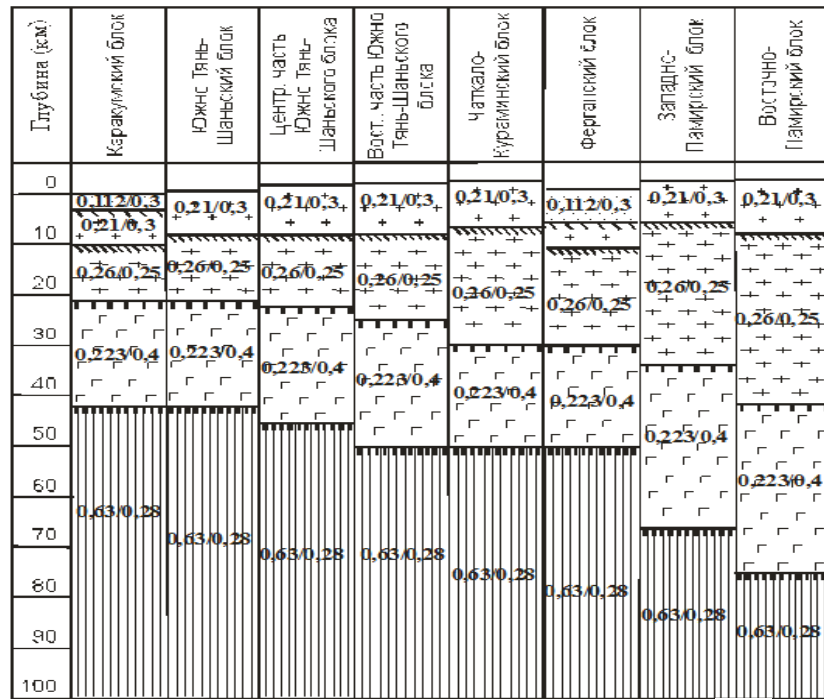 Глубина (км)
Каракумский блок
Южно Тянь-
Шаньский блок
Центр. часть
Южно Тянь-
Шаньского блока
Вост. часть Южно
Тянь-Шаньского
блока
Чаткало-
Кураминский блок
Ферганский блок
Западно-
Памирский блок
Восточно-
Памирский блок
0
10
20
30
40
50
60
70
80
90
100
0,112/0,3
0,21/0,3
0,26/0,25
0,223/0,4
0,63/0,28
0,21/0,3
0,26/0,25
0,223/0,4
0,63/0,28
0,21/0,3
0,26/0,25
0,223/0,4
0,63/0,28
0,21/0,3
0,26/0,25
0,223/0,4
0,63/0,28
0,21/0,3
0,26/0,25
0,223/0,4
0,63/0,28
0,112/0,3
0,26/0,25
0,223/0,4
0,63/0,28
0,21/0,3
0,26/0,25
0,223/0,4
0,63/0,28
0,21/0,3
0,26/0,25
0,223/0,4
0,63/0,28